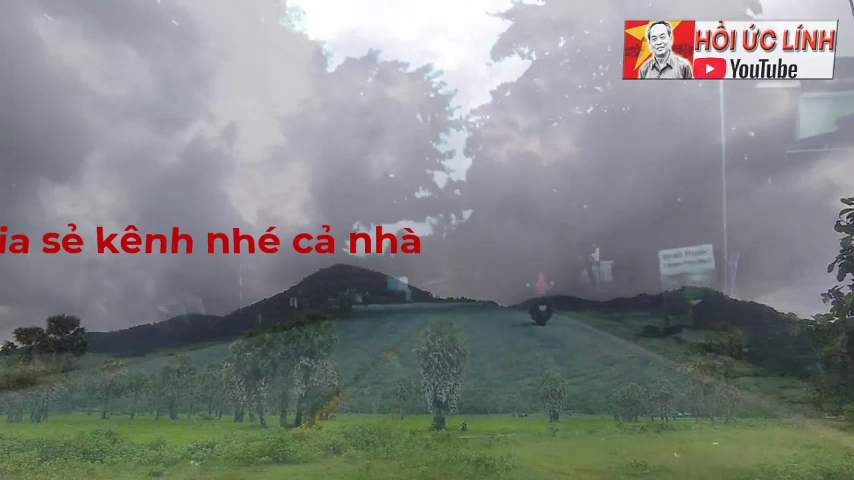 HỒI ỨC LÍNH
YouTube
ia sẻ kênh nhé cả nhà